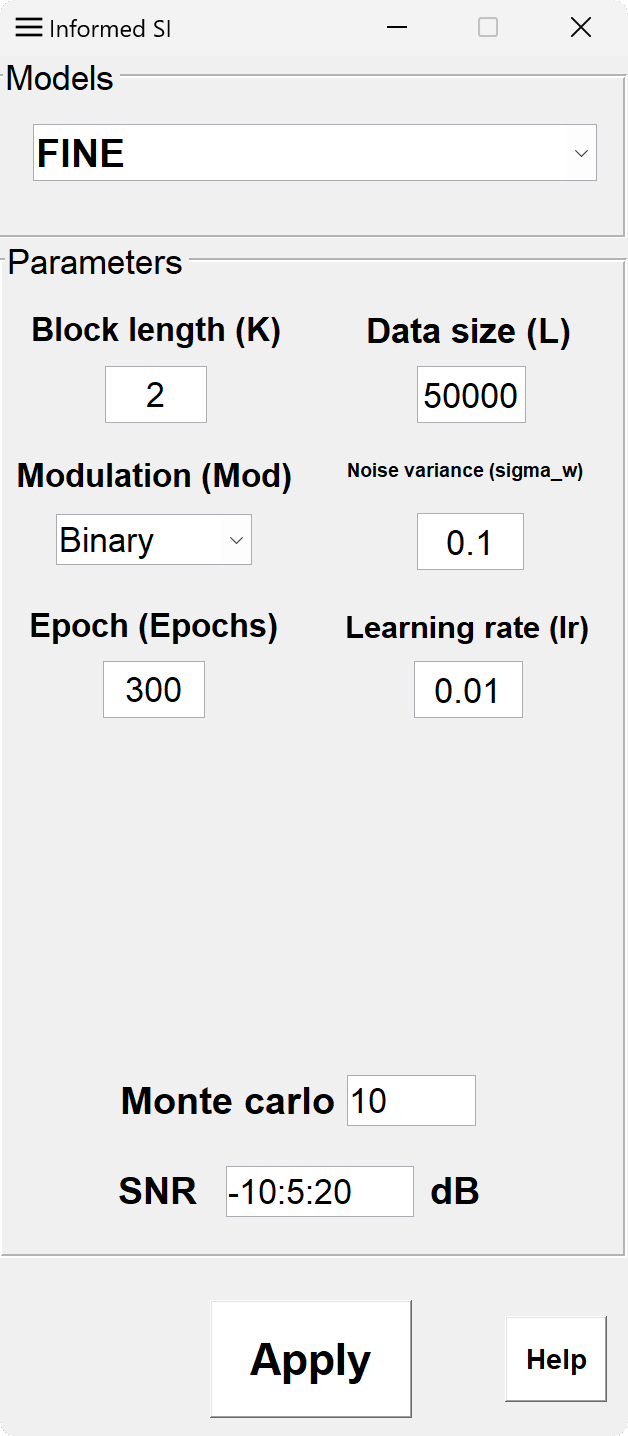 Informed SI
Models
FINE
Parameters
Block length (K)
Data size (L)
2
50000
Modulation (Mod)
Noise variance (sigma_w)
Binary
0.1
Epoch (Epochs)
Learning rate (lr)
300
0.01
Monte carlo
10
SNR
-10:5:20
dB
Apply
Help